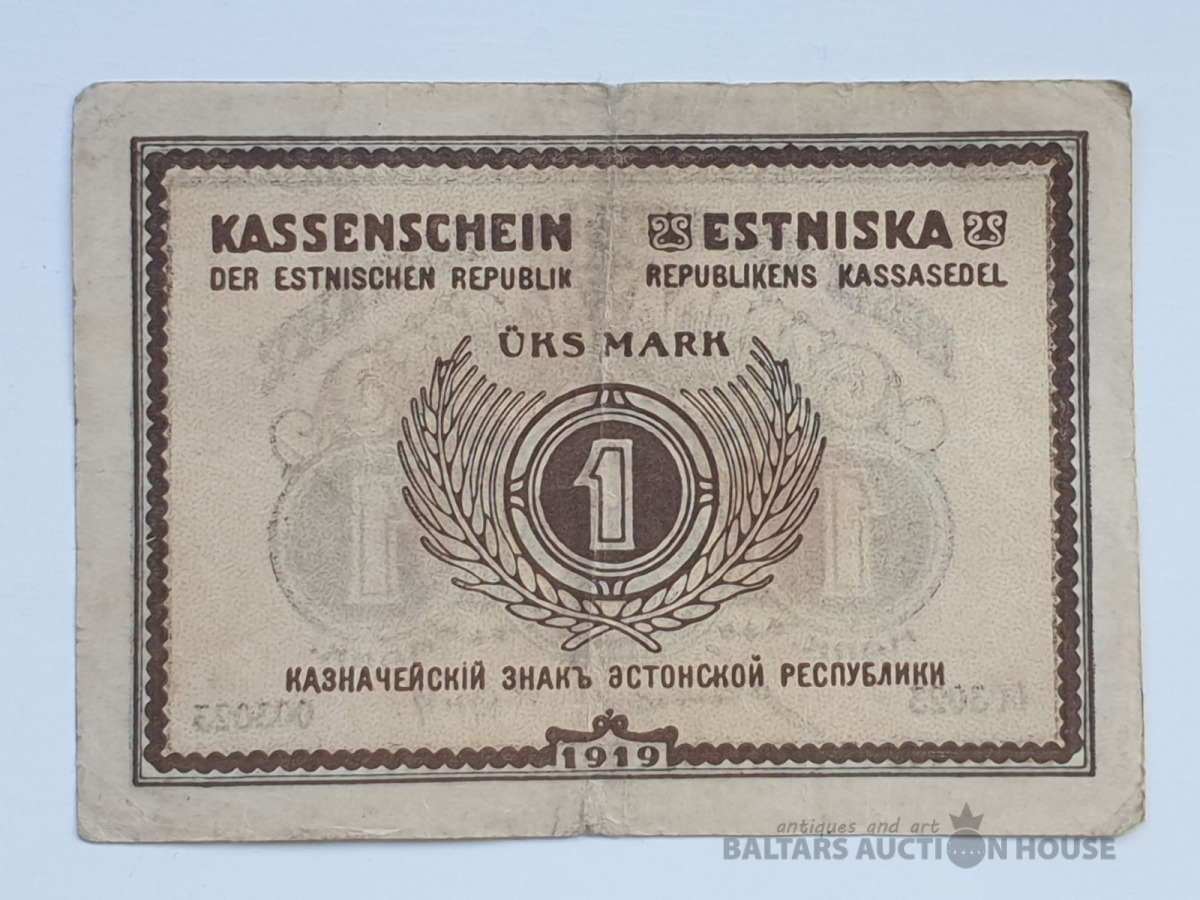 KASSENSCHEIN
DER ESTNISCHEN REPUBLIK
ESTNISKA
REPUBLIKENS KASSASEDEL
ÜKS MARK
1
КАЗНАЧЕЙСКІЙ ЗНАКЪ ЭСТОНСКОЙ РЕСПУБЛИКИ
1919
antiques and art
BALTARS AUCTION HOUSE